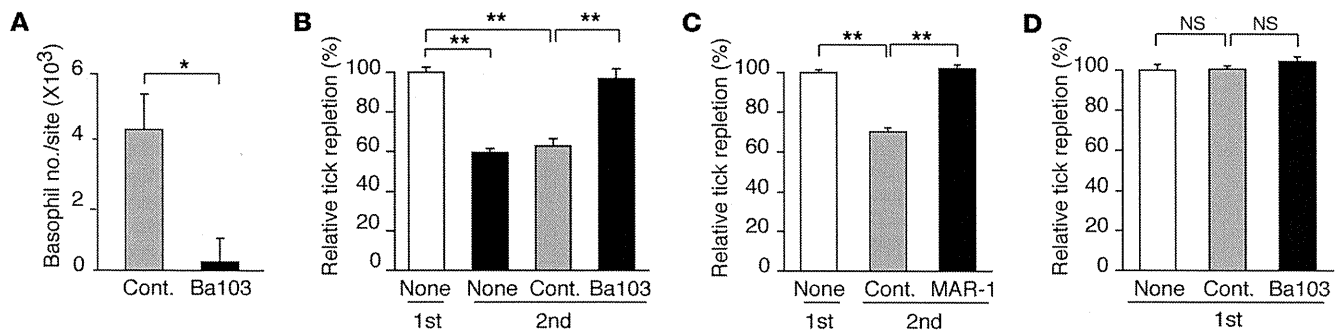 A
Basophil no./site (X10³)
6
4
2
0
*
Cont. Ba103
B
Relative tick repletion (%)
100
80
60
40
20
0
**
**
**
None None Cont. Ba103
1st 2nd
C
Relative tick repletion (%)
100
80
60
40
20
0
** **
None Cont. MAR-1
1st 2nd
D
Relative tick repletion (%)
100
80
60
40
20
0
NS NS
None Cont. Ba103
1st